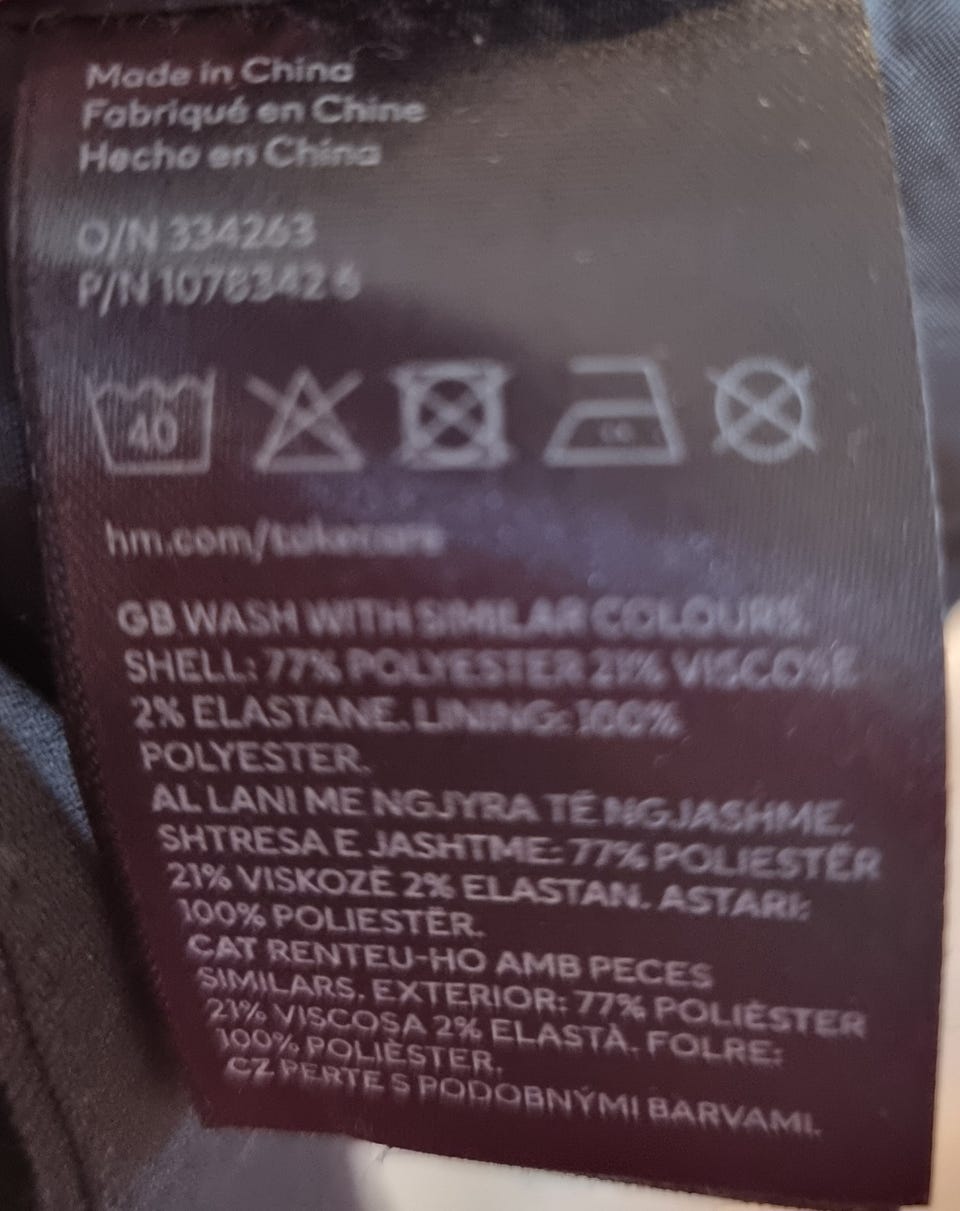 Made in China
Fabriqué en Chine
Hecho en China
O/N 334263
P/N 1078342 6
40
hm.com/takecare
GB WASH WITH SIMILAR COLOURS.
SHELL: 77% POLYESTER 21% VISCOSE
2% ELASTANE. LINING: 100%
POLYESTER.
AL LANI ME NGJYRA TË NGJASHME.
SHTRESA E JASHTME: 77% POLIESTËR
21% VISKOZË 2% ELASTAN. ASTARI:
100% POLIESTËR.
CAT RENTEU-HO AMB PECES
SIMILARS. EXTERIOR: 77% POLIÈSTER
21% VISCOSA 2% ELASTÀ. FOLRE:
100% POLIÈSTER.
CZ PERTE S PODOBNÝMI BARVAMI.